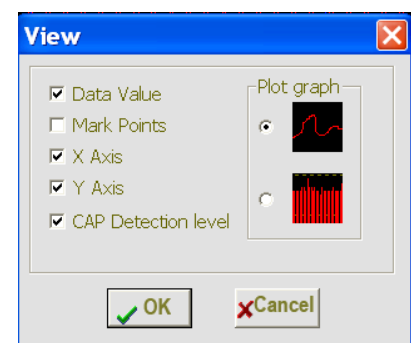 View
Data Value
Mark Points
X Axis
Y Axis
CAP Detection level
Plot graph
OK
Cancel